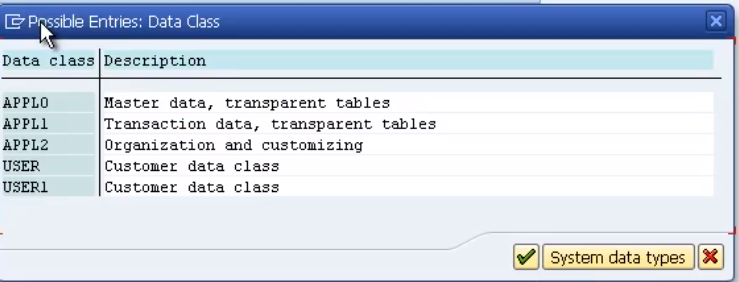 Possible Entries: Data Class
Data class Description
APPL0 Master data, transparent tables
APPL1 Transaction data, transparent tables
APPL2 Organization and customizing
USER Customer data class
USER1 Customer data class
System data types